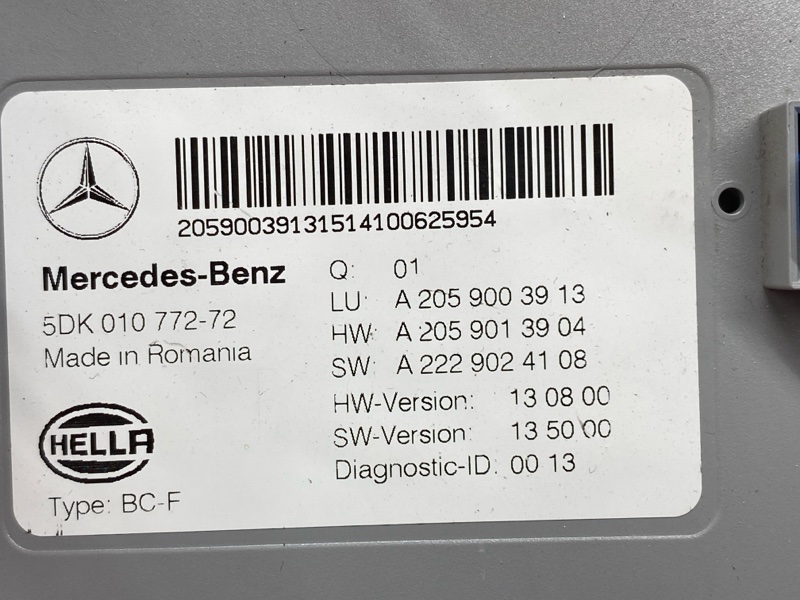 20590039131514100625954
Mercedes-Benz
5DK 010 772-72
Made in Romania
HELLA
Type: BC-F
Q: 01
LU: A 205 900 39 13
HW: A 205 901 39 04
SW: A 222 902 41 08
HW-Version: 13 08 00
SW-Version: 13 50 00
Diagnostic-ID: 00 13